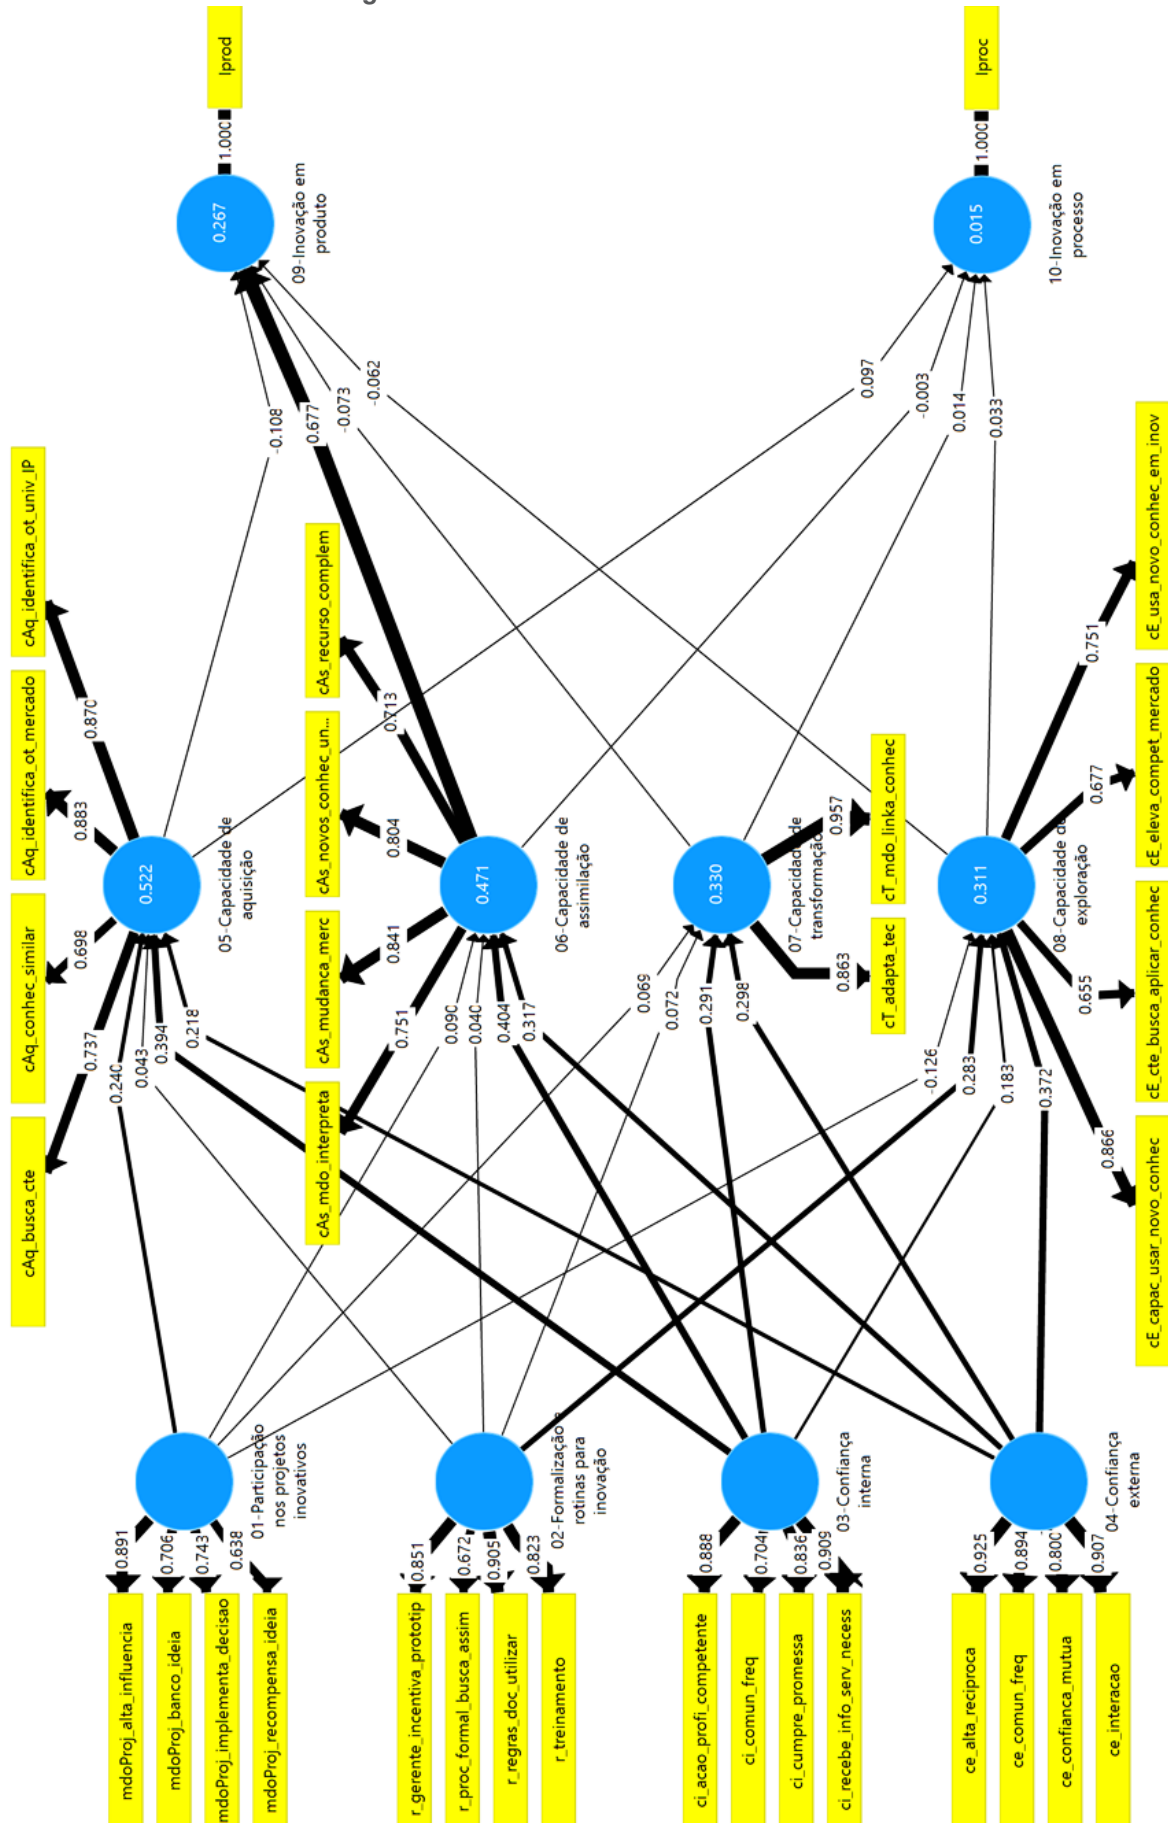 Iprod
1.000
0.267
09-Inovação em
produto
Iproc
1.000
0.015
10-Inovação em
processo
-0.108
0.677
-0.073
-0.062
0.097
-0.003
0.014
0.033
cAq_busca_cte
cAq_conhec_similar
cAq_identifica_ot_mercado
cAq_identifica_ot_univ_IP
0.737
0.698
0.883
0.870
0.522
05-Capacidade de
aquisição
0.240
0.043
0.394
0.218
cAs_mdo_interpreta
cAs_mudanca_merc
cAs_novos_conhec_un...
cAs_recurso_complem
0.751
0.841
0.804
0.713
0.471
06-Capacidade de
assimilação
0.090
0.040
0.404
0.317
0.330
07-Capacidade de
transformação
0.069
0.072
0.291
0.298
0.863
0.957
cT_adapta_tec
cT_mdo_linka_conhec
0.311
08-Capacidade de
exploração
-0.126
0.283
0.183
0.372
0.866
0.655
0.677
0.751
cE_capac_usar_novo_conhec
cE_cte_busca_aplicar_conhec
cE_eleva_compet_mercado
cE_usa_novo_conhec_em_inov
mdoProj_alta_influencia
mdoProj_banco_ideia
mdoProj_implementa_decisao
mdoProj_recompensa_ideia
0.891
0.706
0.743
0.638
01-Participação
nos projetos
inovativos
r_gerente_incentiva_prototip
r_proc_formal_busca_assim
r_regras_doc_utilizar
r_treinamento
0.851
0.672
0.905
0.823
02-Formalização
rotinas para
inovação
ci_acao_profi_competente
ci_comun_freq
ci_cumpre_promessa
ci_recebe_info_serv_necess
0.888
0.704
0.836
0.909
03-Confiança
interna
ce_alta_reciproca
ce_comun_freq
ce_confianca_mutua
ce_interacao
0.925
0.894
0.800
0.907
04-Confiança
externa